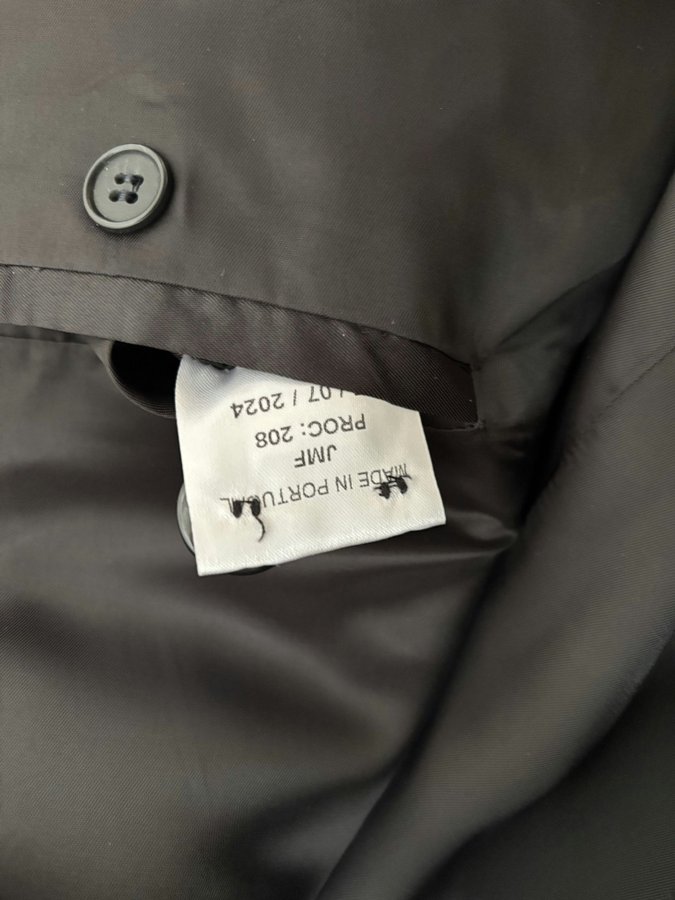 MADE IN PORTUGAL
JMF
PROC: 208
/ 07 / 2024